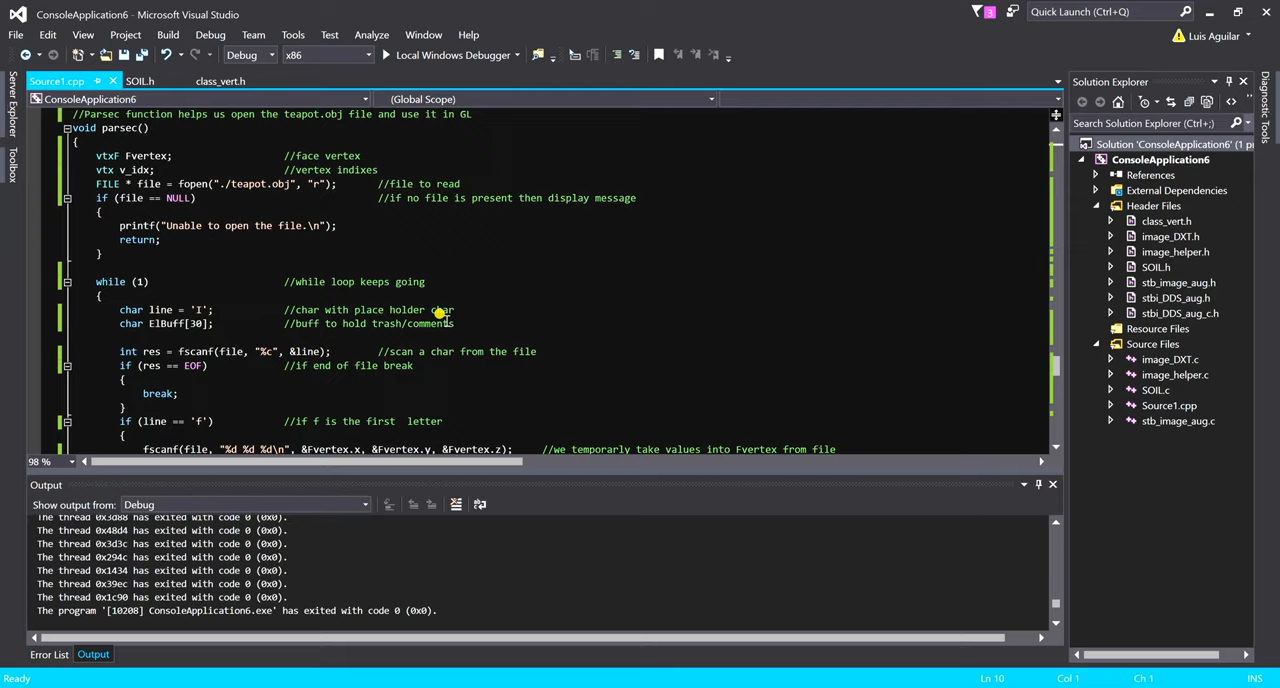 ConsoleApplication6 - Microsoft Visual Studio
3
Quick Launch (Ctrl+Q)
File Edit View Project Build Debug Team Tools Test Analyze Window Help
Luis Aguilar
Debug x86 Local Windows Debugger
Server Explorer
Toolbox
Source1.cpp SOIL.h class_vert.h
ConsoleApplication6 (Global Scope)
//Parsec function helps us open the teapot.obj file and use it in GL
void parsec()
{
vtxF Fvertex; //face vertex
vtx v_idx; //vertex indixes
FILE * file = fopen("./teapot.obj", "r"); //file to read
if (file == NULL) //if no file is present then display message
{
printf("Unable to open the file.\n");
return;
}
while (1) //while loop keeps going
{
char line = 'I'; //char with place holder char
char ElBuff[30]; //buff to hold trash/comments
int res = fscanf(file, "%c", &line); //scan a char from the file
if (res == EOF) //if end of file break
{
break;
}
if (line == 'f') //if f is the first  letter
{
fscanf(file, "%d %d %d\n", &Fvertex.x, &Fvertex.y, &Fvertex.z); //we temporarly take values into Fvertex from file
98 %
Output
Show output from: Debug
The thread 0x3d88 has exited with code 0 (0x0).
The thread 0x48d4 has exited with code 0 (0x0).
The thread 0x3d3c has exited with code 0 (0x0).
The thread 0x294c has exited with code 0 (0x0).
The thread 0x1434 has exited with code 0 (0x0).
The thread 0x39ec has exited with code 0 (0x0).
The thread 0x1c90 has exited with code 0 (0x0).
The program '[10208] ConsoleApplication6.exe' has exited with code 0 (0x0).
Error List Output
Solution Explorer
Search Solution Explorer (Ctrl+;)
Solution 'ConsoleApplication6' (1 p
ConsoleApplication6
References
External Dependencies
Header Files
class_vert.h
image_DXT.h
image_helper.h
SOIL.h
stb_image_aug.h
stbi_DDS_aug.h
stbi_DDS_aug_c.h
Resource Files
Source Files
image_DXT.c
image_helper.c
SOIL.c
Source1.cpp
stb_image_aug.c
Diagnostic Tools
Ready Ln 10 Col 1 Ch 1 INS